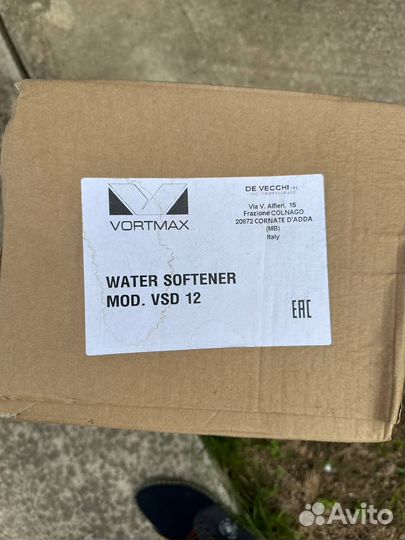 VORTMAX
DE VECCHI
Via V. Alfieri, 15
Frazione COLNAGO
20872 CORNATE D'ADDA
(MB)
Italy
WATER SOFTENER
MOD. VSD 12
EAC
Avito